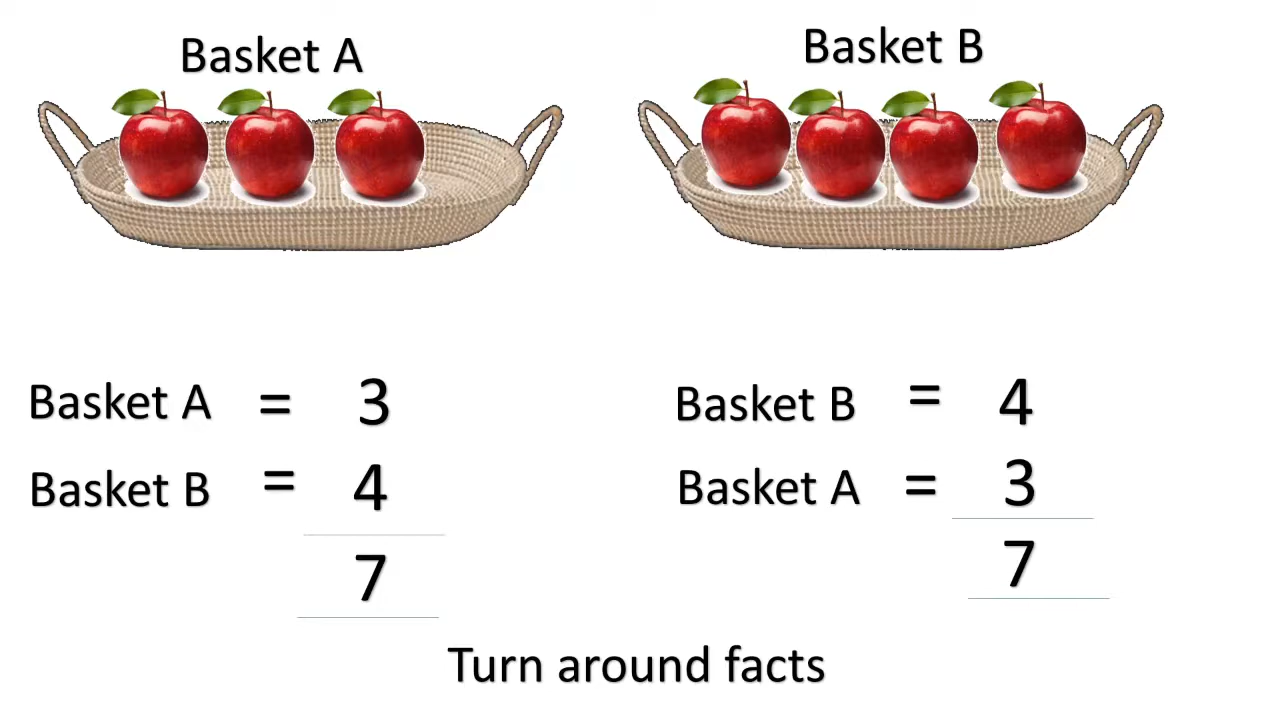 Basket A
Basket B
Basket A = 3
Basket B = 4
7
Basket B = 4
Basket A = 3
7
Turn around facts